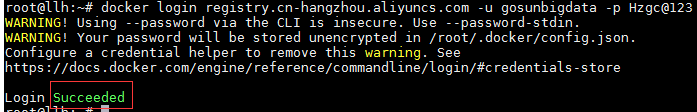 root@llh:~# docker login registry.cn-hangzhou.aliyuncs.com -u gosunbigdata -p Hzgc@123
WARNING! Using --password via the CLI is insecure. Use --password-stdin.
WARNING! Your password will be stored unencrypted in /root/.docker/config.json.
Configure a credential helper to remove this warning. See
https://docs.docker.com/engine/reference/commandline/login/#credentials-store
Login Succeeded
root@llh:~#